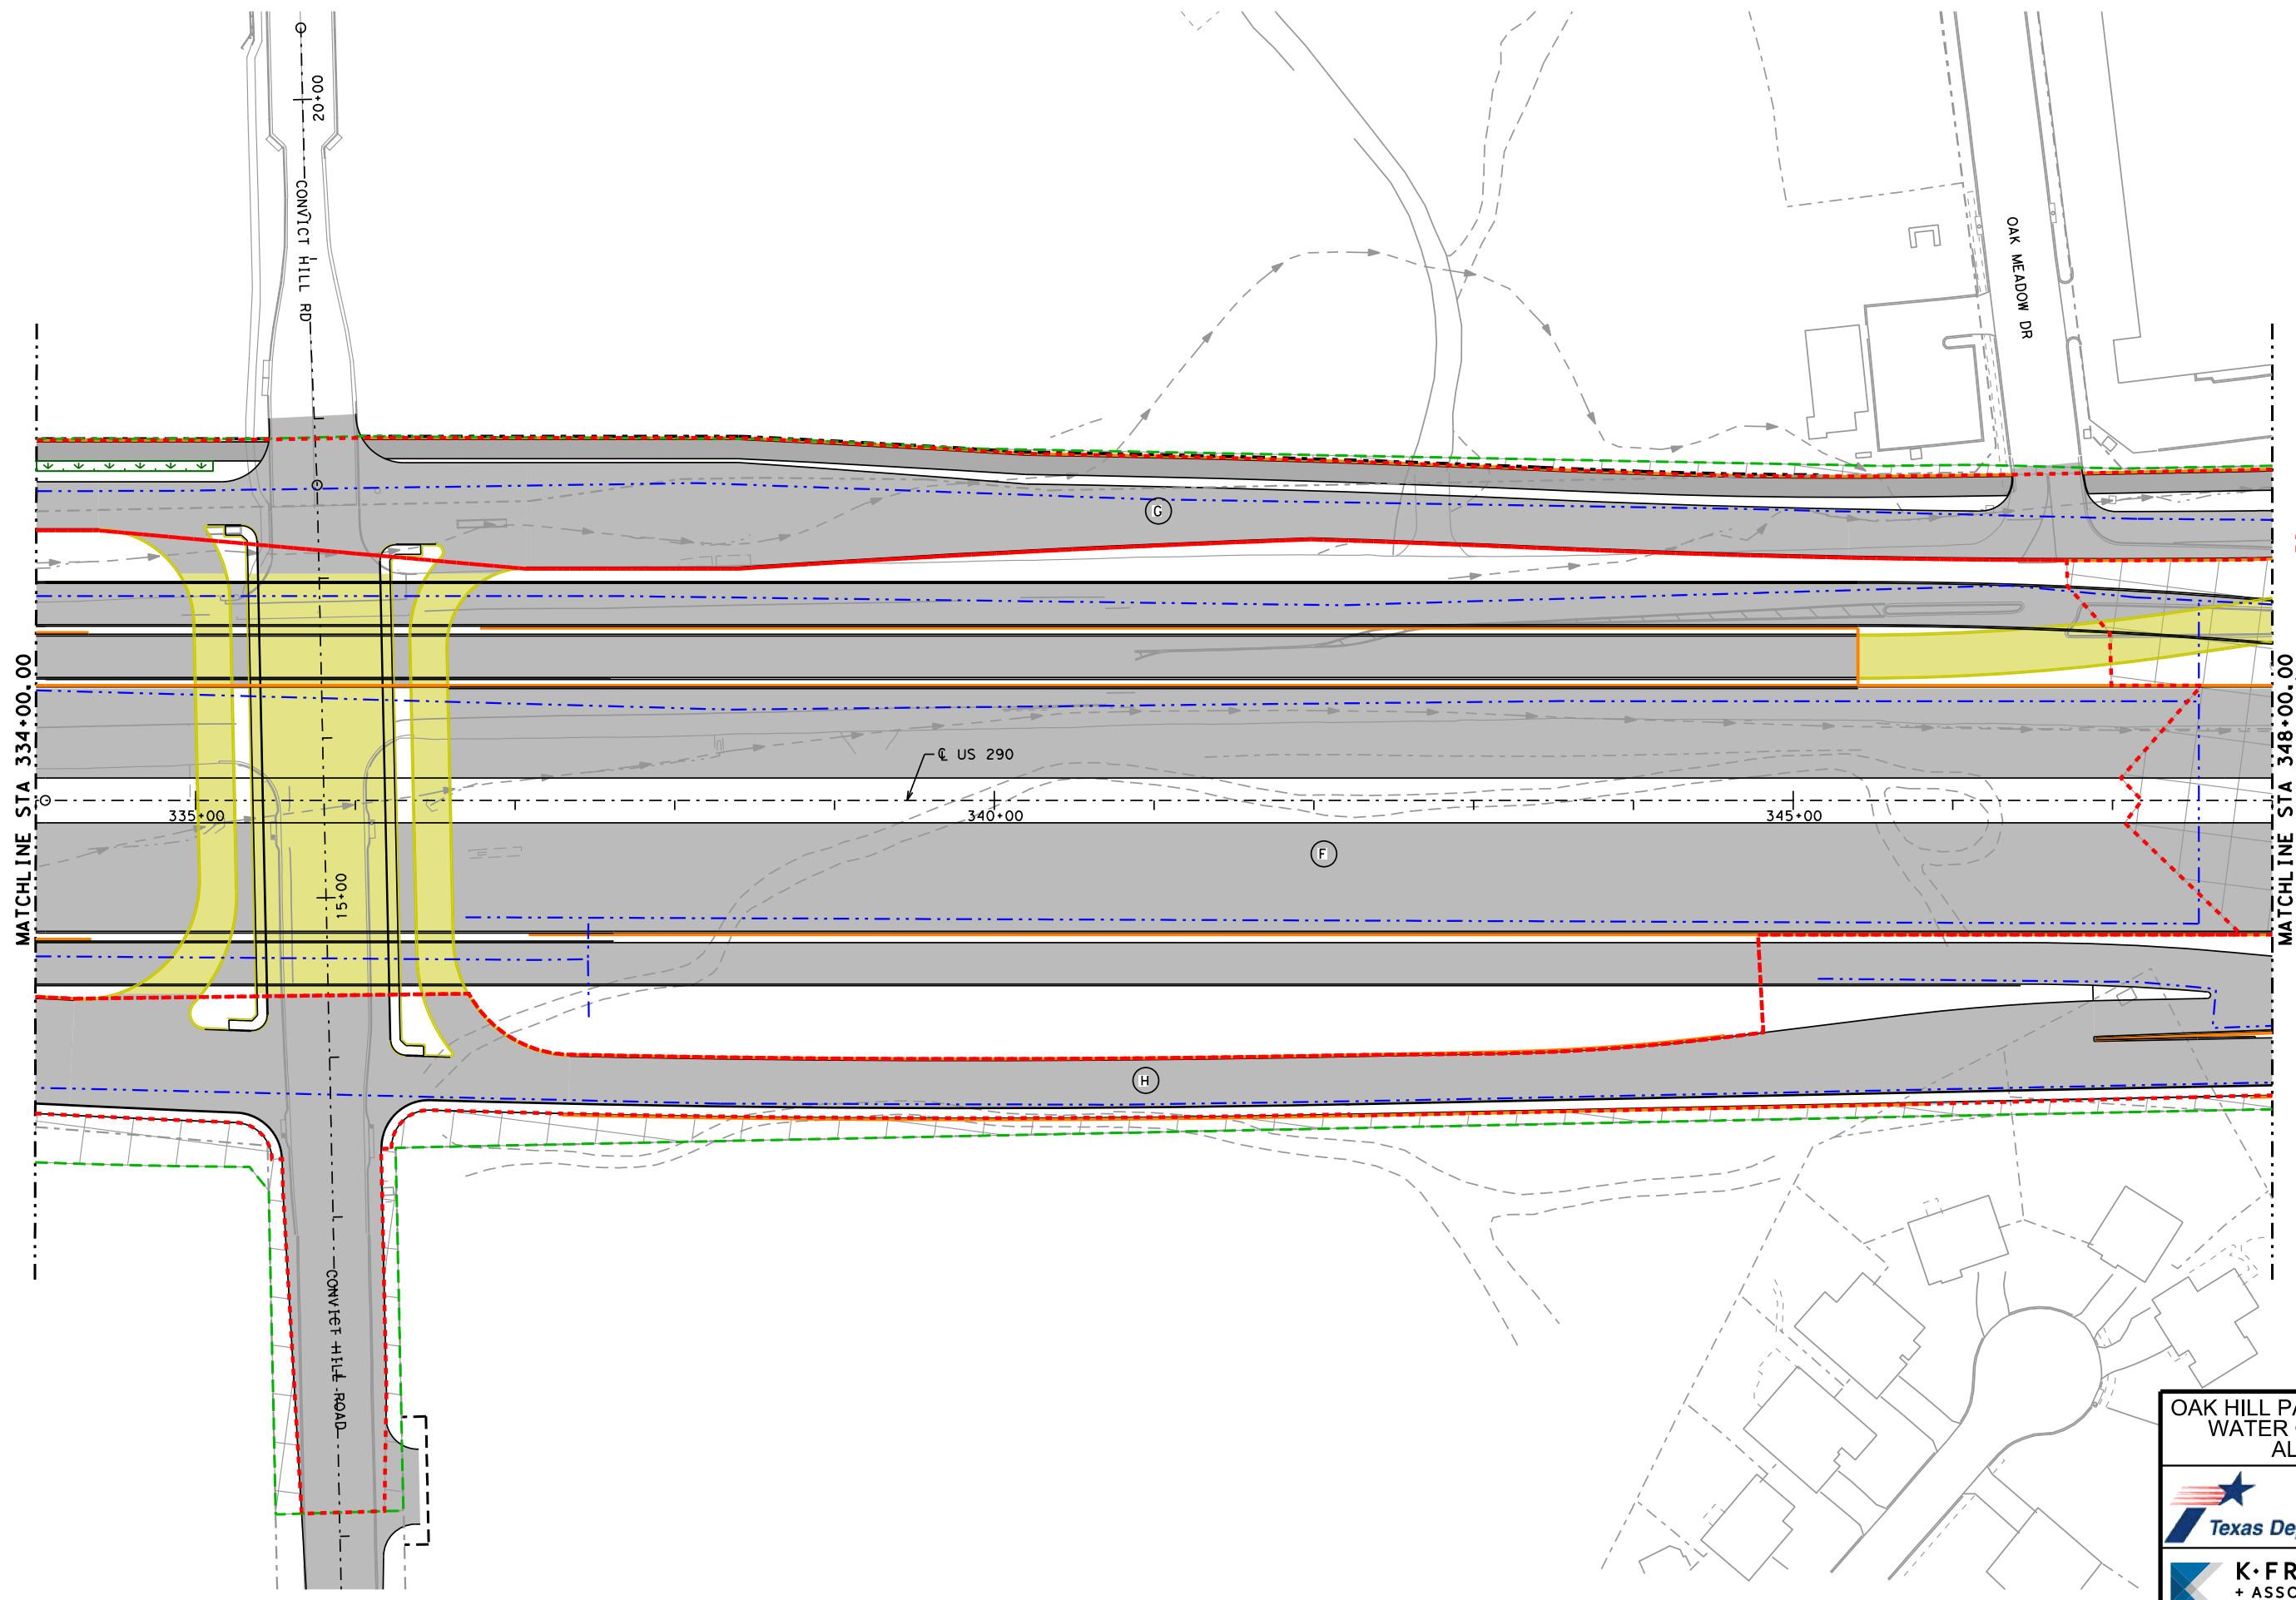 20+00
CONVICT HILL RD
OAK MEADOW DR
G
MATCHLINE STA 334+00.00
℄ US 290
335+00
340+00
345+00
MATCHLINE STA 348+00.00
F
15+00
H
CONVICT HILL ROAD
OAK HILL PA
WATER
AL
Texas De
K·FR
+ ASSO